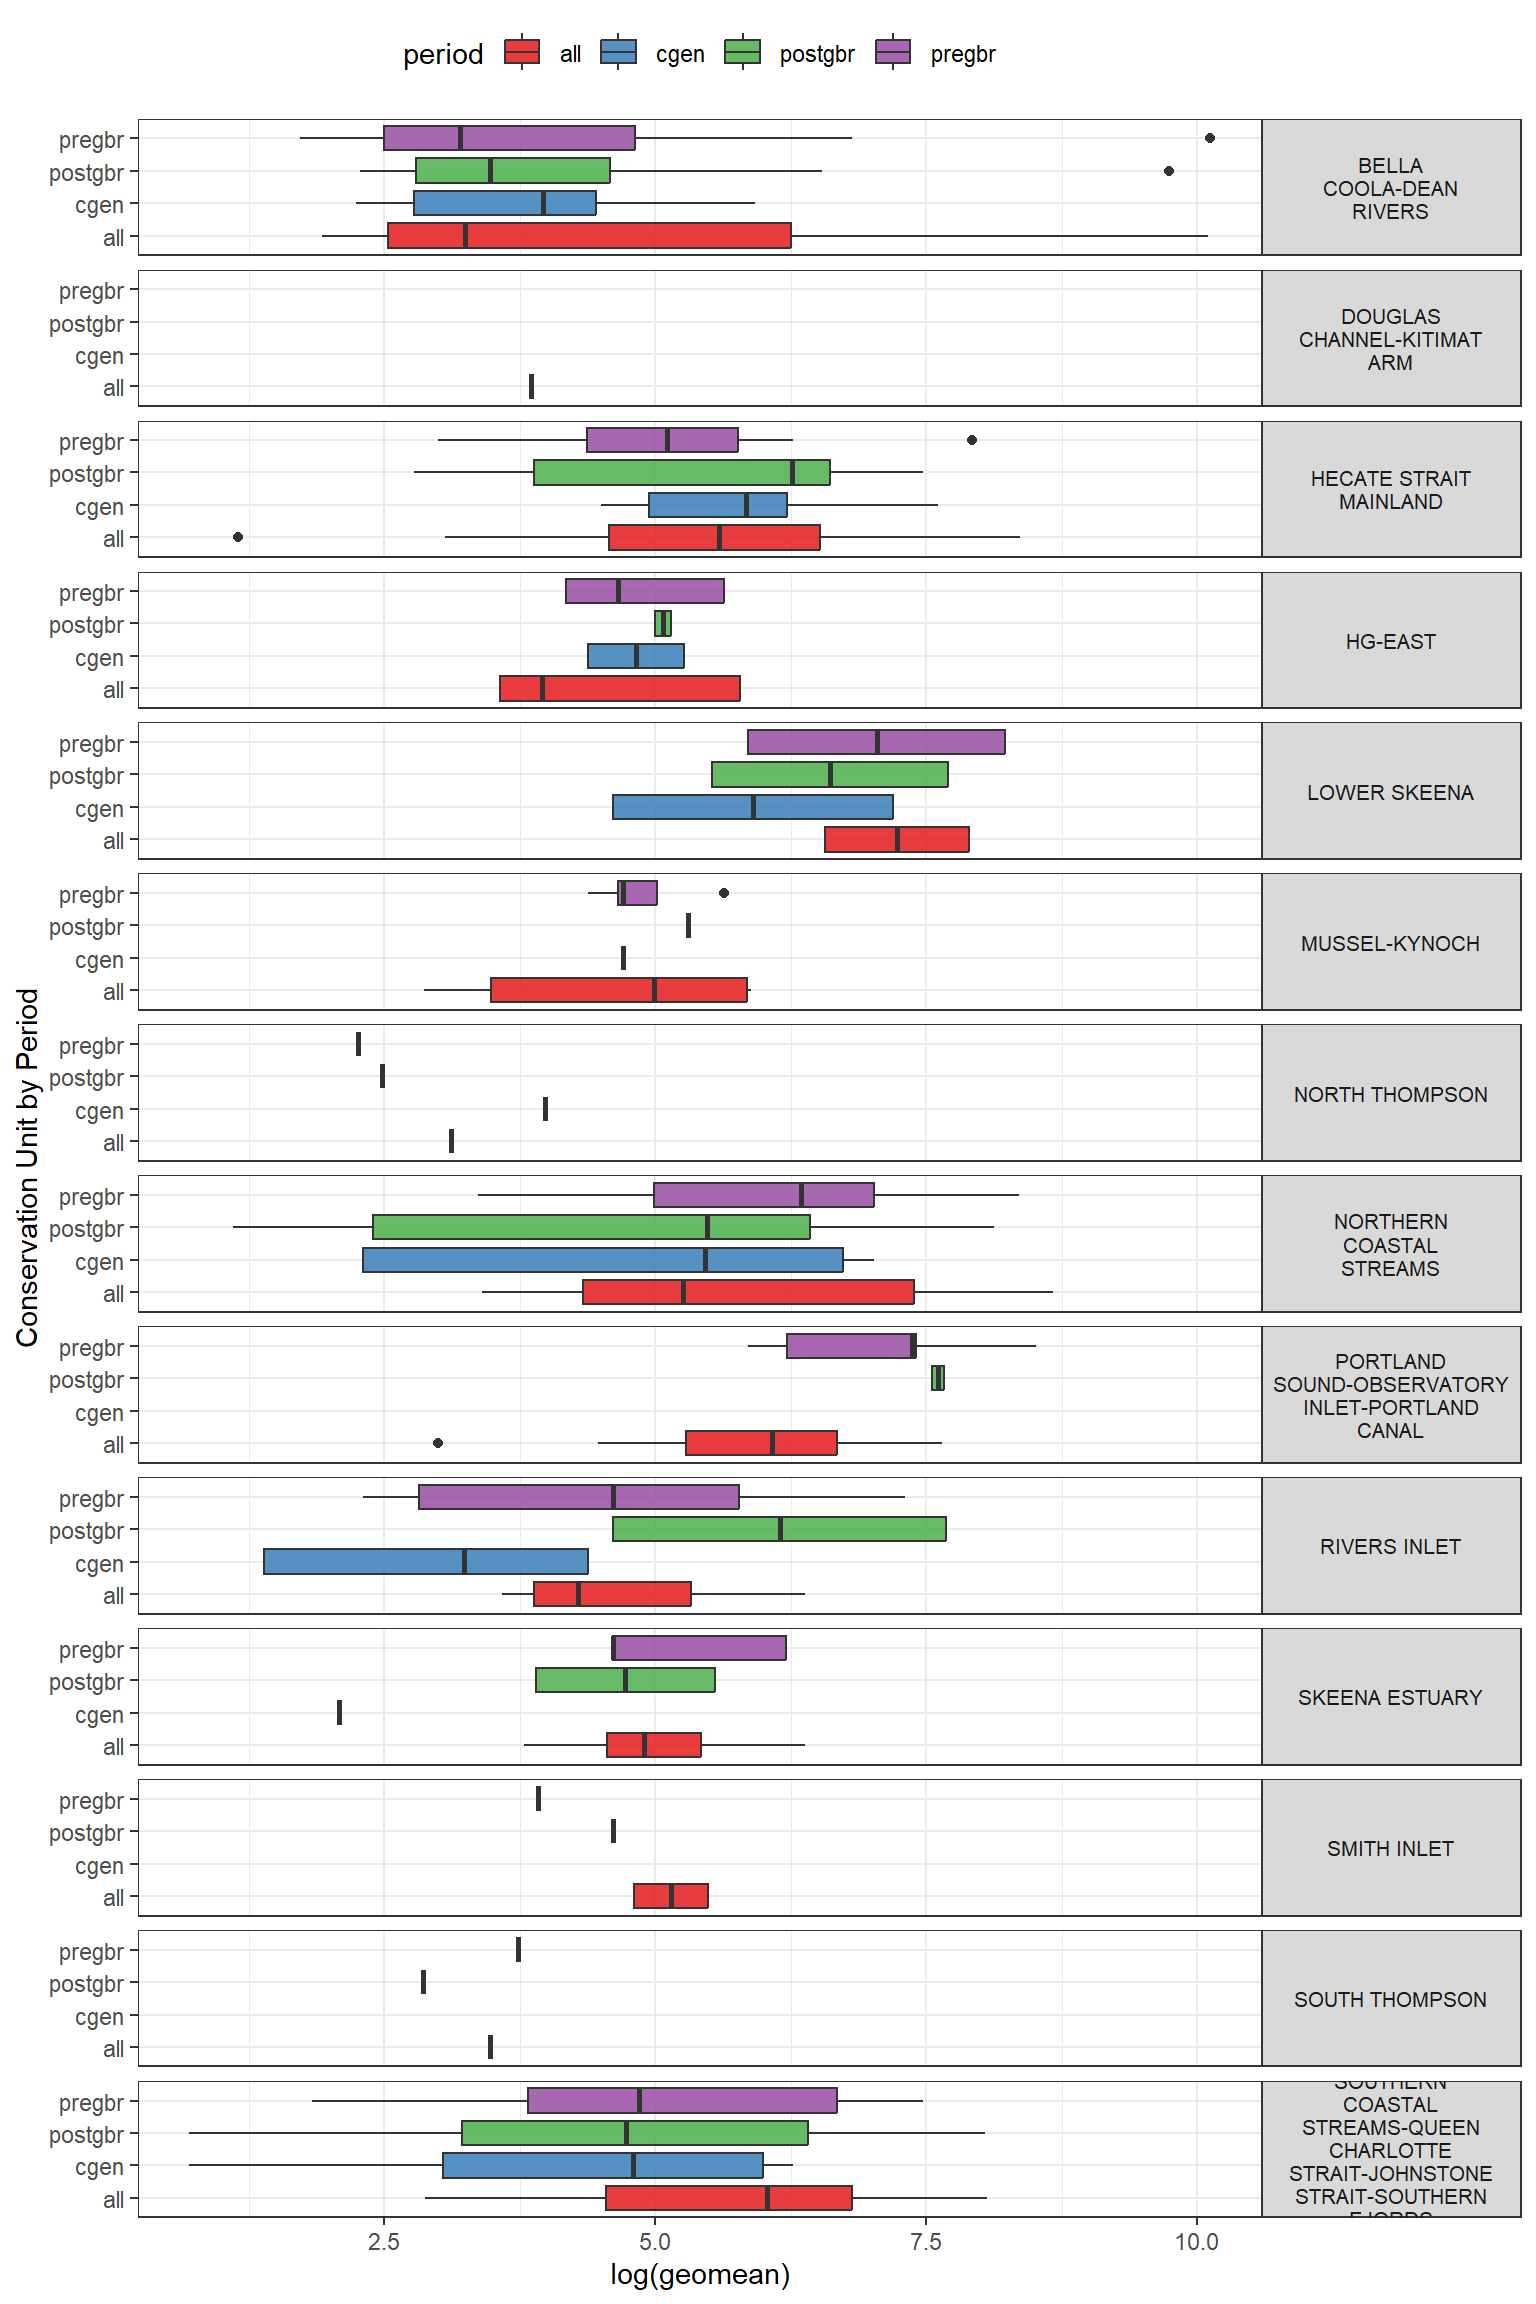 period all cgen postgbr pregbr
pregbr
postgbr
cgen
all
BELLA
COOLA-DEAN
RIVERS
pregbr
postgbr
cgen
all
DOUGLAS
CHANNEL-KITIMAT
ARM
pregbr
postgbr
cgen
all
HECATE STRAIT
MAINLAND
pregbr
postgbr
cgen
all
HG-EAST
pregbr
postgbr
cgen
all
LOWER SKEENA
pregbr
postgbr
cgen
all
MUSSEL-KYNOCH
Conservation Unit by Period
pregbr
postgbr
cgen
all
NORTH THOMPSON
pregbr
postgbr
cgen
all
NORTHERN
COASTAL
STREAMS
pregbr
postgbr
cgen
all
PORTLAND
SOUND-OBSERVATORY
INLET-PORTLAND
CANAL
pregbr
postgbr
cgen
all
RIVERS INLET
pregbr
postgbr
cgen
all
SKEENA ESTUARY
pregbr
postgbr
cgen
all
SMITH INLET
pregbr
postgbr
cgen
all
SOUTH THOMPSON
pregbr
postgbr
cgen
all
SOUTHERN
COASTAL
STREAMS-QUEEN
CHARLOTTE
STRAIT-JOHNSTONE
STRAIT-SOUTHERN
FJORDS
2.5 5.0 7.5 10.0
log(geomean)